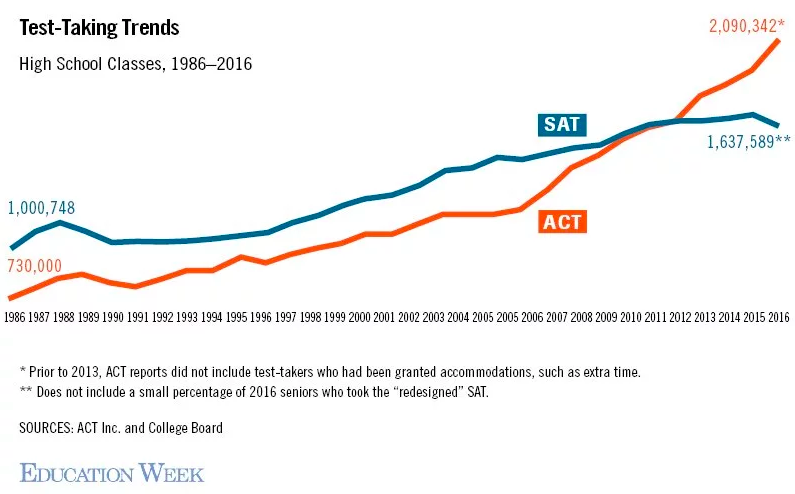 Test-Taking Trends
High School Classes, 1986–2016
2,090,342*
SAT
1,637,589**
1,000,748
ACT
730,000
1986 1987 1988 1989 1990 1991 1992 1993 1994 1995 1996 1997 1998 1999 2000 2001 2002 2003 2004 2005 2006 2006 2007 2008 2009 2010 2011 2012 2013 2014 2015 2016
* Prior to 2013, ACT reports did not include test-takers who had been granted accommodations, such as extra time.
** Does not include a small percentage of 2016 seniors who took the “redesigned” SAT.
SOURCES: ACT Inc. and College Board
EDUCATION WEEK